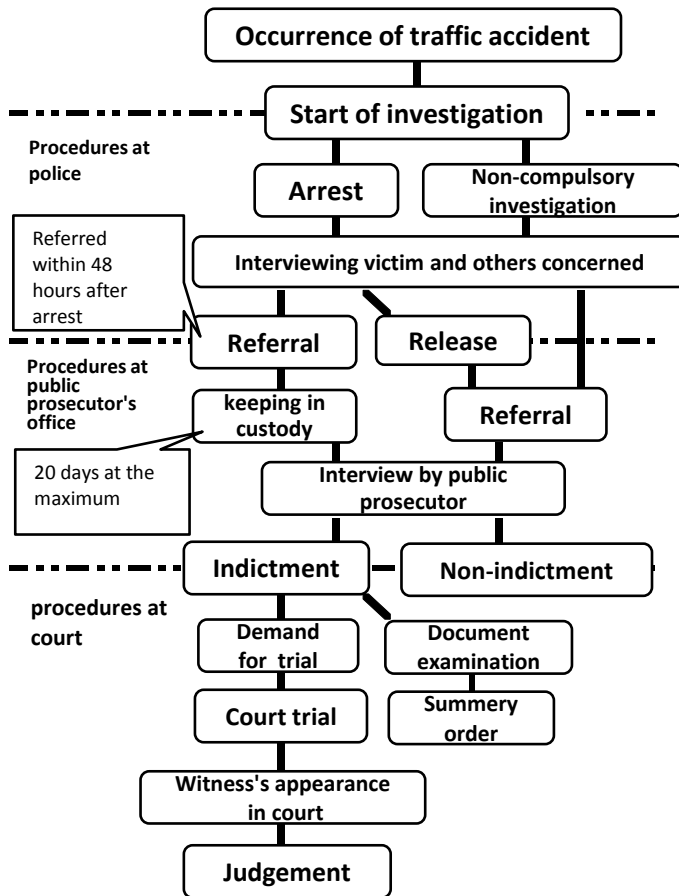 Occurrence of traffic accident
Start of investigation
Procedures at
police
Arrest
Non-compulsory
investigation
Referred
within 48
hours after
arrest
Interviewing victim and others concerned
Referral
Release
Procedures at
public
prosecutor's
office
keeping in
custody
Referral
20 days at the
maximum
Interview by public
prosecutor
Indictment
Non-indictment
procedures at
court
Demand
for trial
Document
examination
Court trial
Summery
order
Witness's appearance
in court
Judgement